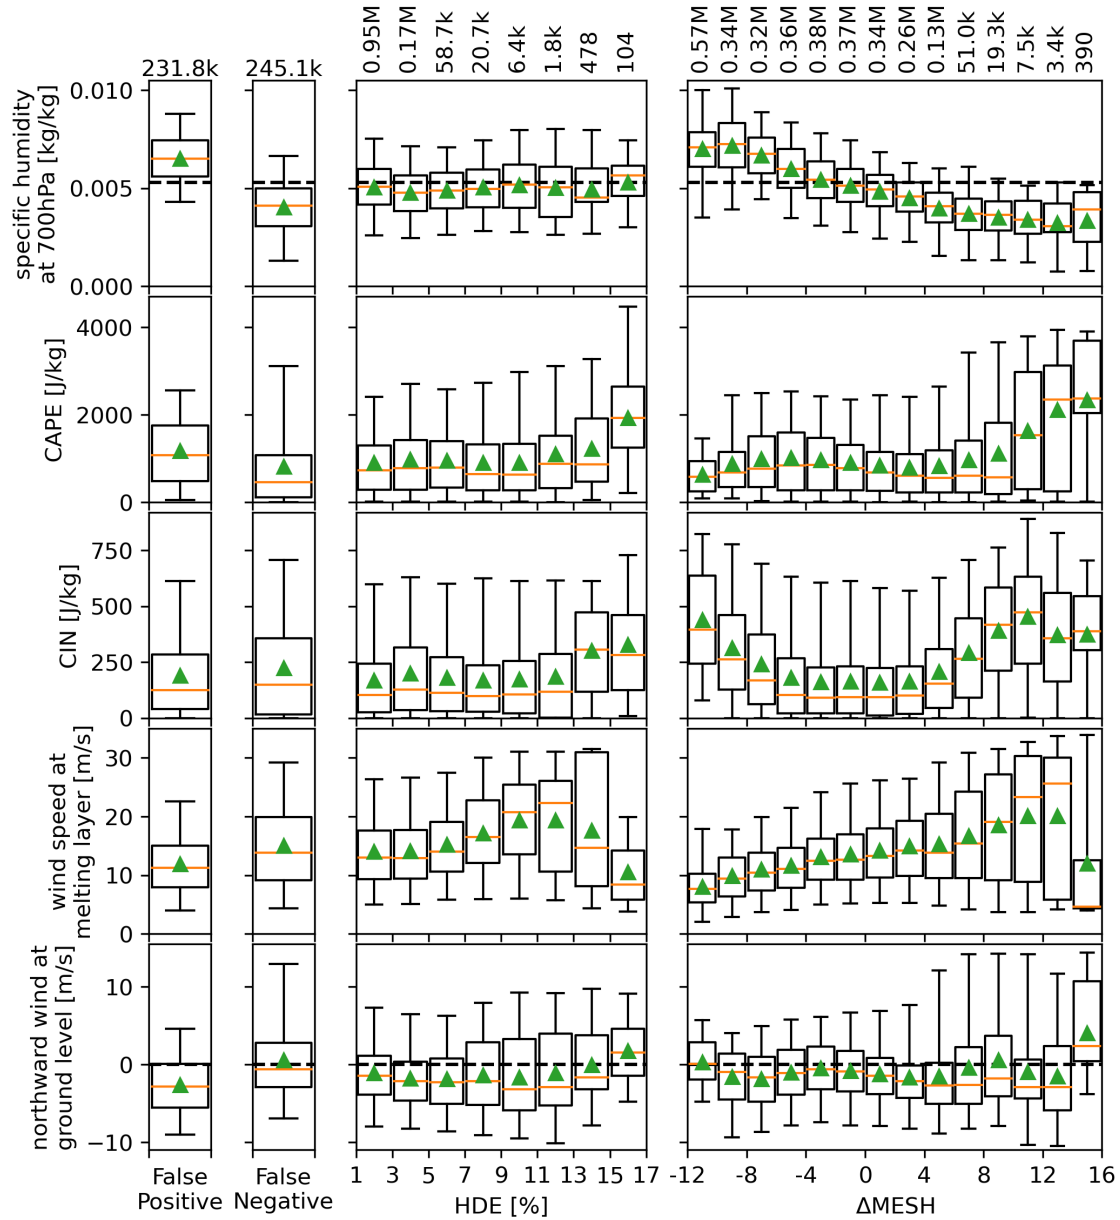 231.8k 245.1k 0.95M 0.17M 58.7k 20.7k 6.4k 1.8k 478 104 0.57M 0.34M 0.32M 0.36M 0.38M 0.37M 0.34M 0.26M 0.13M 51.0k 19.3k 7.5k 3.4k 390
specific humidity
at 700hPa [kg/kg]
0.010
0.005
0.000
CAPE [J/kg]
4000
2000
0
CIN [J/kg]
750
500
250
0
wind speed at
melting layer [m/s]
30
20
10
0
northward wind at
ground level [m/s]
10
0
−10
False
Positive
False
Negative
1 3 5 7 9 11 13 15 17
HDE [%]
-12 -8 -4 0 4 8 12 16
ΔMESH